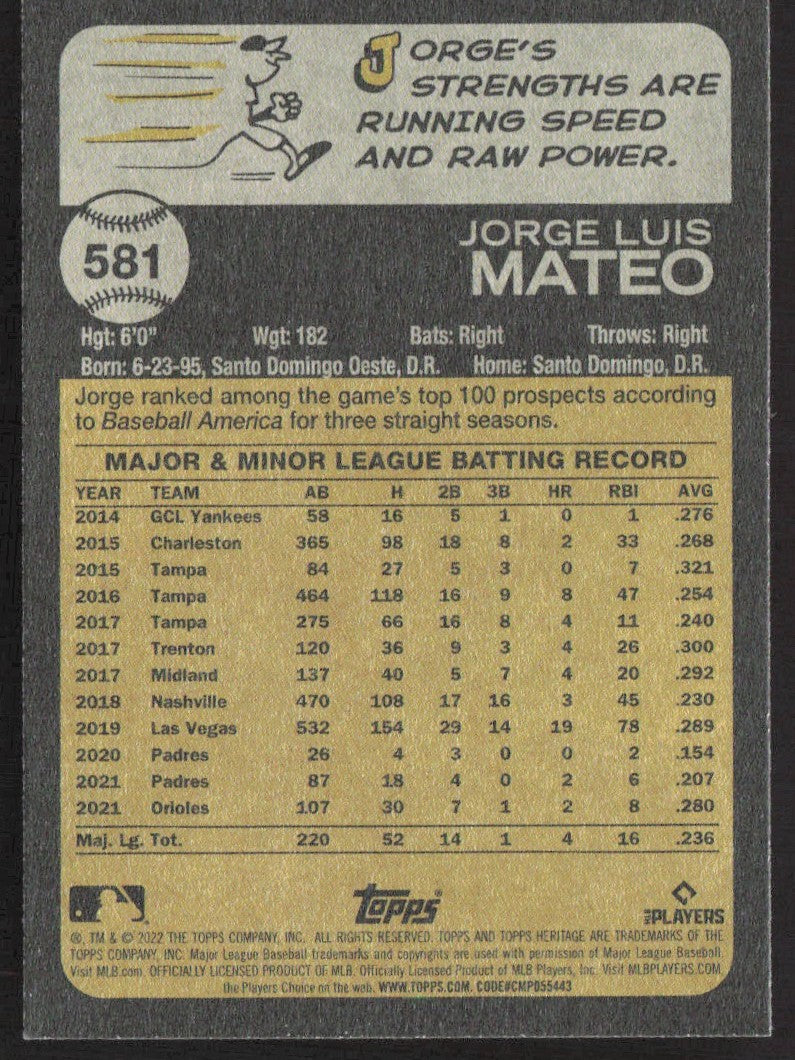 JORGE'S
STRENGTHS ARE
RUNNING SPEED
AND RAW POWER.
581
JORGE LUIS
MATEO
Hgt: 6'0" Wgt: 182 Bats: Right Throws: Right
Born: 6-23-95, Santo Domingo Oeste, D.R. Home: Santo Domingo, D.R.
Jorge ranked among the game's top 100 prospects according
to Baseball America for three straight seasons.
MAJOR & MINOR LEAGUE BATTING RECORD
YEAR TEAM AB H 2B 3B HR RBI AVG
2014 GCL Yankees 58 16 5 1 0 1 .276
2015 Charleston 365 98 18 8 2 33 .268
2015 Tampa 84 27 5 3 0 7 .321
2016 Tampa 464 118 16 9 8 47 .254
2017 Tampa 275 66 16 8 4 11 .240
2017 Trenton 120 36 9 3 4 26 .300
2017 Midland 137 40 5 7 4 20 .292
2018 Nashville 470 108 17 16 3 45 .230
2019 Las Vegas 532 154 29 14 19 78 .289
2020 Padres 26 4 3 0 0 2 .154
2021 Padres 87 18 4 0 2 6 .207
2021 Orioles 107 30 7 1 2 8 .280
Maj. Lg. Tot. 220 52 14 1 4 16 .236
Topps
MLB PLAYERS
®, TM & © 2022 THE TOPPS COMPANY, INC. ALL RIGHTS RESERVED. TOPPS AND TOPPS HERITAGE ARE TRADEMARKS OF THE
TOPPS COMPANY, INC. Major League Baseball trademarks and copyrights are used with permission of Major League Baseball.
Visit MLB.com. OFFICIALLY LICENSED PRODUCT OF MLB. Officially Licensed Product of MLB Players, Inc. Visit MLBPLAYERS.COM,
the Players Choice on the web. WWW.TOPPS.COM. CODE#CMP055443